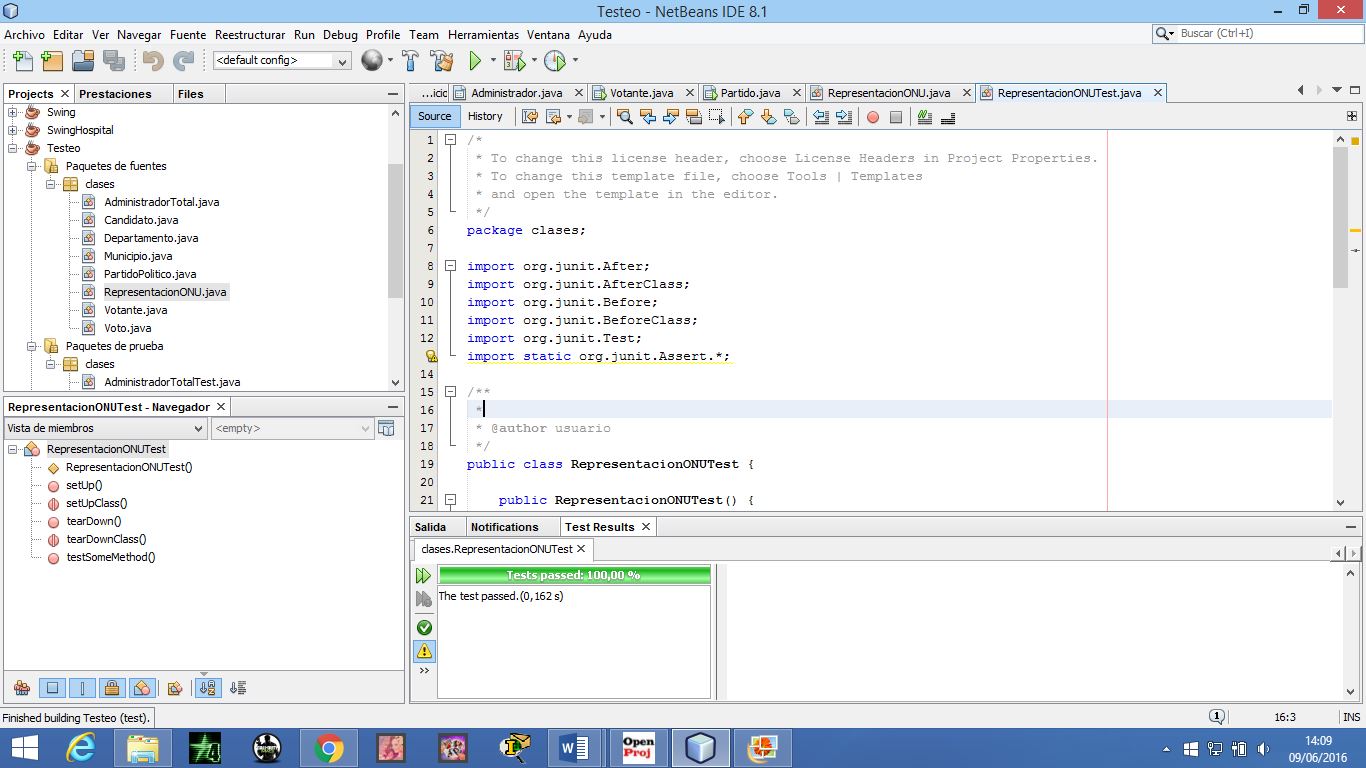 Testeo - NetBeans IDE 8.1
Archivo Editar Ver Navegar Fuente Reestructurar Run Debug Profile Team Herramientas Ventana Ayuda
Buscar (Ctrl+I)
<default config>
Projects Prestaciones Files
Swing
SwingHospital
Testeo
Paquetes de fuentes
clases
AdministradorTotal.java
Candidato.java
Departamento.java
Municipio.java
PartidoPolitico.java
RepresentacionONU.java
Votante.java
Voto.java
Paquetes de prueba
clases
AdministradorTotalTest.java
RepresentacionONUTest - Navegador
Vista de miembros <empty>
RepresentacionONUTest
RepresentacionONUTest()
setUp()
setUpClass()
tearDown()
tearDownClass()
testSomeMethod()
...icic Administrador.java Votante.java Partido.java RepresentacionONU.java RepresentacionONUTest.java
Source History
1 /*
2 * To change this license header, choose License Headers in Project Properties.
3 * To change this template file, choose Tools | Templates
4 * and open the template in the editor.
5 */
6 package clases;
7
8 import org.junit.After;
9 import org.junit.AfterClass;
10 import org.junit.Before;
11 import org.junit.BeforeClass;
12 import org.junit.Test;
import static org.junit.Assert.*;
14
15 /**
16 *
17 * @author usuario
18 */
19 public class RepresentacionONUTest {
20
21 public RepresentacionONUTest() {
Salida Notifications Test Results
clases.RepresentacionONUTest
Tests passed: 100,00 %
The test passed.(0,162 s)
>>
Finished building Testeo (test).
1 16:3 INS
4 W Open
Proj
14:09
09/06/2016